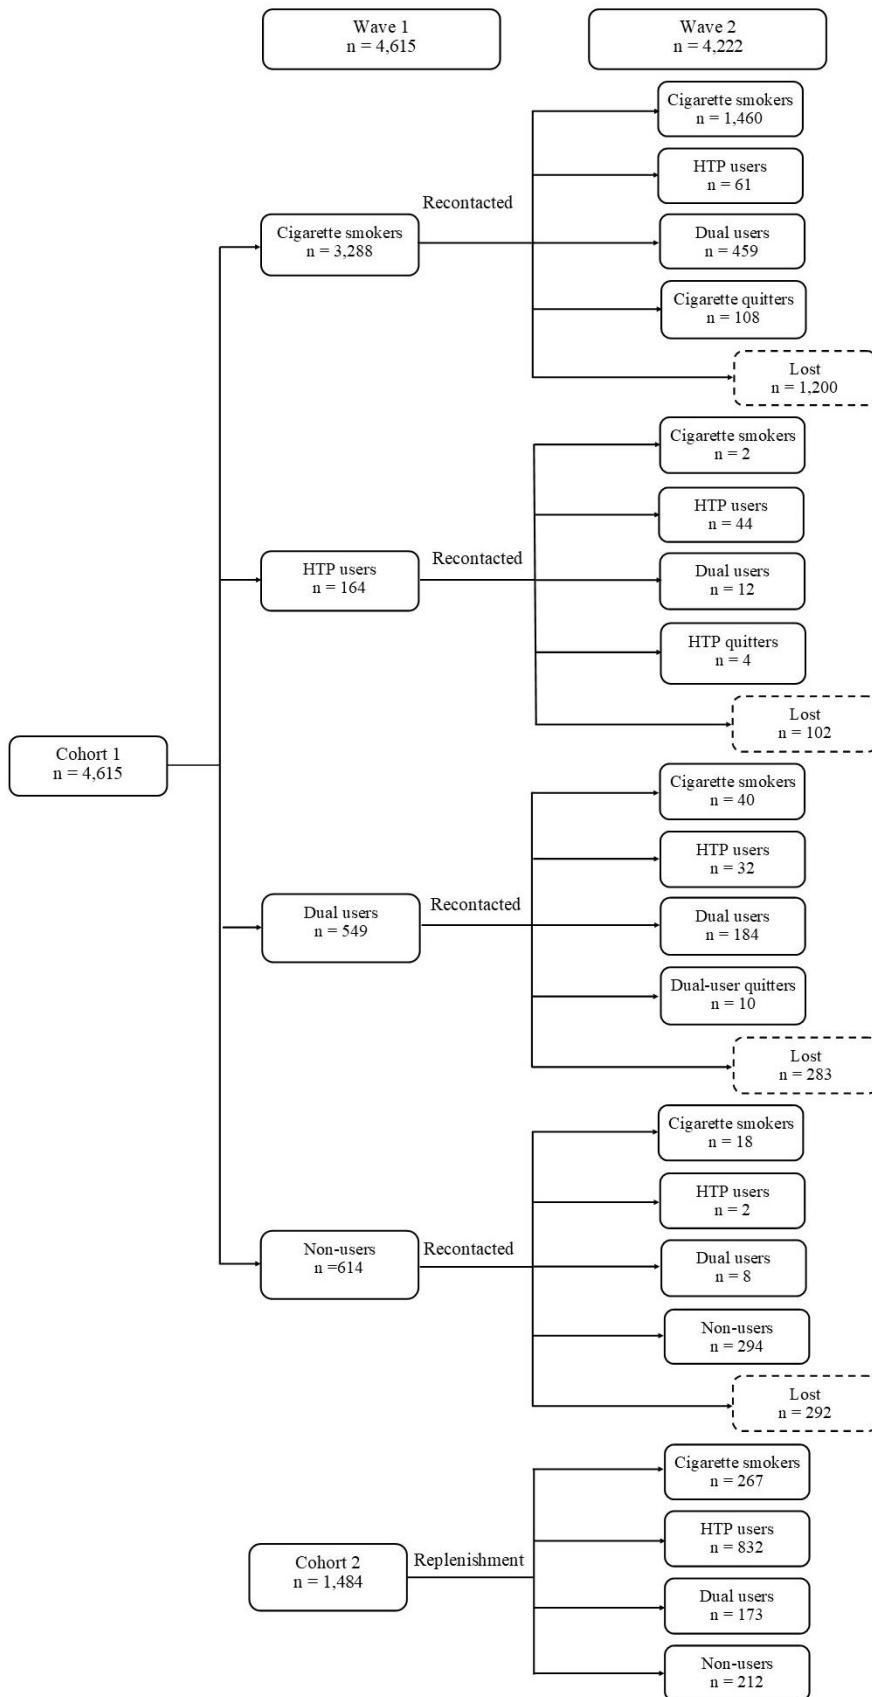 Wave 1
n = 4,615
Wave 2
n = 4,222
Cigarette smokers
n = 1,460
HTP users
n = 61
Recontacted
Cigarette smokers
n = 3,288
Dual users
n = 459
Cigarette quitters
n = 108
Lost
n = 1,200
Cigarette smokers
n = 2
HTP users
n = 44
Recontacted
HTP users
n = 164
Dual users
n = 12
HTP quitters
n = 4
Lost
n = 102
Cohort 1
n = 4,615
Cigarette smokers
n = 40
HTP users
n = 32
Recontacted
Dual users
n = 549
Dual users
n = 184
Dual-user quitters
n = 10
Lost
n = 283
Cigarette smokers
n = 18
HTP users
n = 2
Recontacted
Non-users
n =614
Dual users
n = 8
Non-users
n = 294
Lost
n = 292
Cigarette smokers
n = 267
HTP users
n = 832
Replenishment
Cohort 2
n = 1,484
Dual users
n = 173
Non-users
n = 212